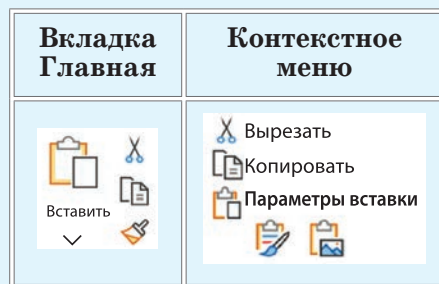 Вкладка
Главная
Контекстное
меню
Вставить
Вырезать
Копировать
Параметры вставки